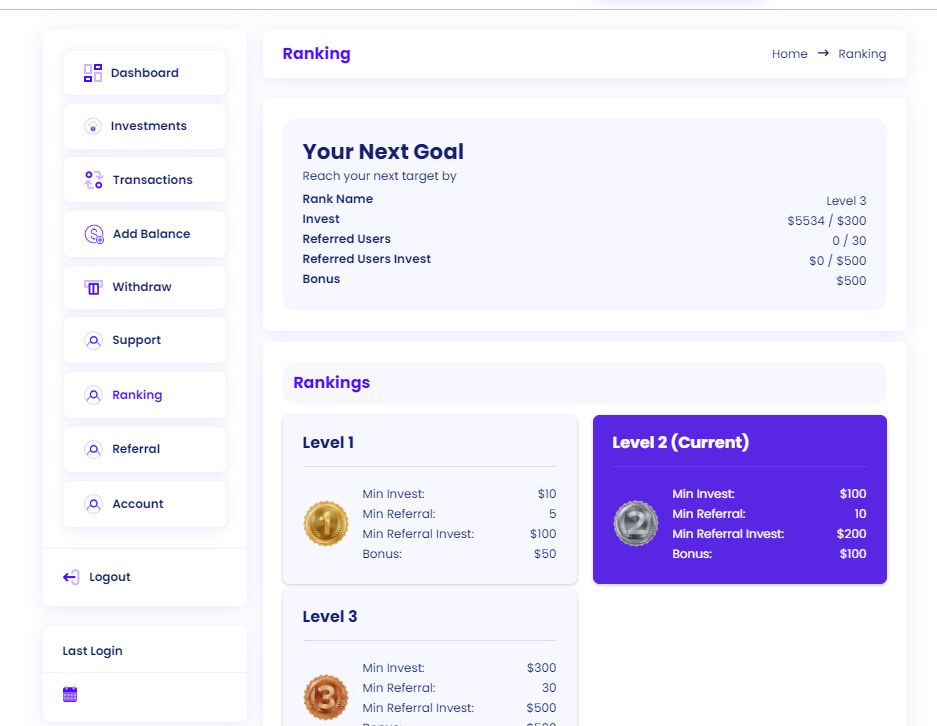 Dashboard
Investments
Transactions
Add Balance
Withdraw
Support
Ranking
Referral
Account
Logout
Last Login
Ranking
Home → Ranking
Your Next Goal
Reach your next target by
Rank Name Level 3
Invest $5534 / $300
Referred Users 0 / 30
Referred Users Invest $0 / $500
Bonus $500
Rankings
Level 1
1
Min Invest: $10
Min Referral: 5
Min Referral Invest: $100
Bonus: $50
Level 2 (Current)
2
Min Invest: $100
Min Referral: 10
Min Referral Invest: $200
Bonus: $100
Level 3
3
Min Invest: $300
Min Referral: 30
Min Referral Invest: $500
Bonus: $500